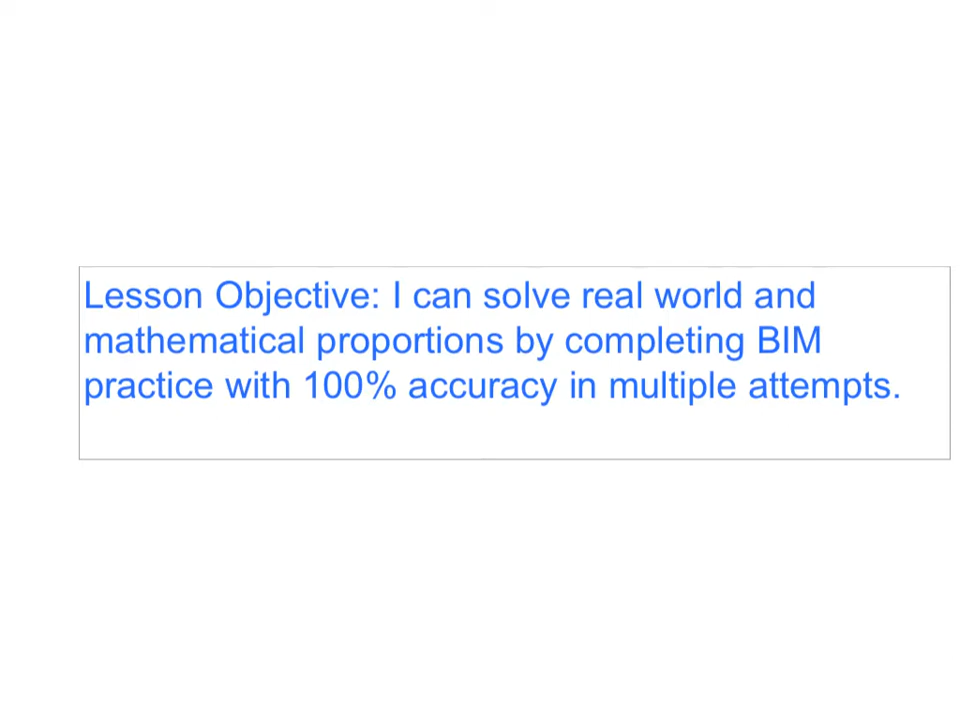 Lesson Objective: I can solve real world and
mathematical proportions by completing BIM
practice with 100% accuracy in multiple attempts.